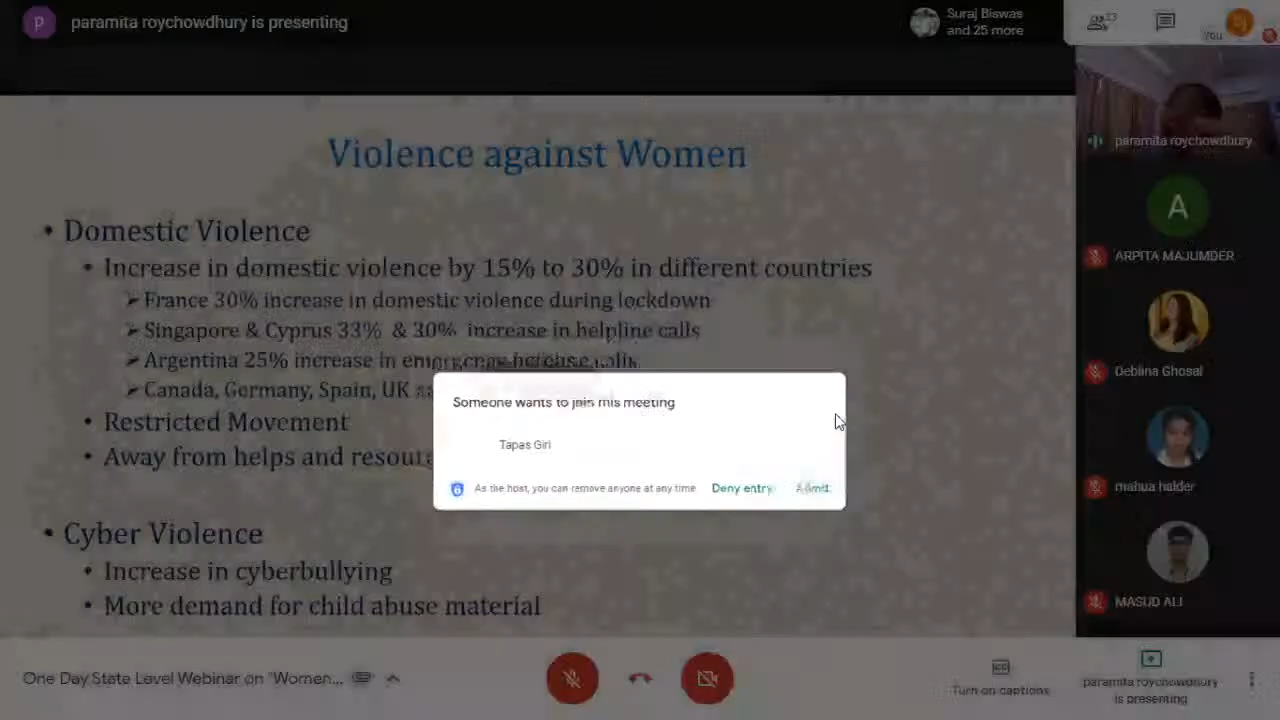 P
paramita roychowdhury is presenting
Suraj Biswas
and 25 more
You
paramita roychowdhury
A
ARPITA MAJUMDER
Deblina Ghosal
mahua halder
MASUD ALI
Violence against Women
• Domestic Violence
• Increase in domestic violence by 15% to 30% in different countries
➢ France 30% increase in domestic violence during lockdown
➢ Singapore & Cyprus 33% & 30% increase in helpline calls
➢ Argentina 25% increase in
➢ Canada, Germany, Spain, UK
• Restricted Movement
• Away from helps and
• Cyber Violence
• Increase in cyberbullying
• More demand for child abuse material
Someone wants to join this meeting
Tapas Giri
As the host, you can remove anyone at any time
Deny entry
Admit
One Day State Level Webinar on "Women...
CC
Turn on captions
paramita roychowdhury
is presenting